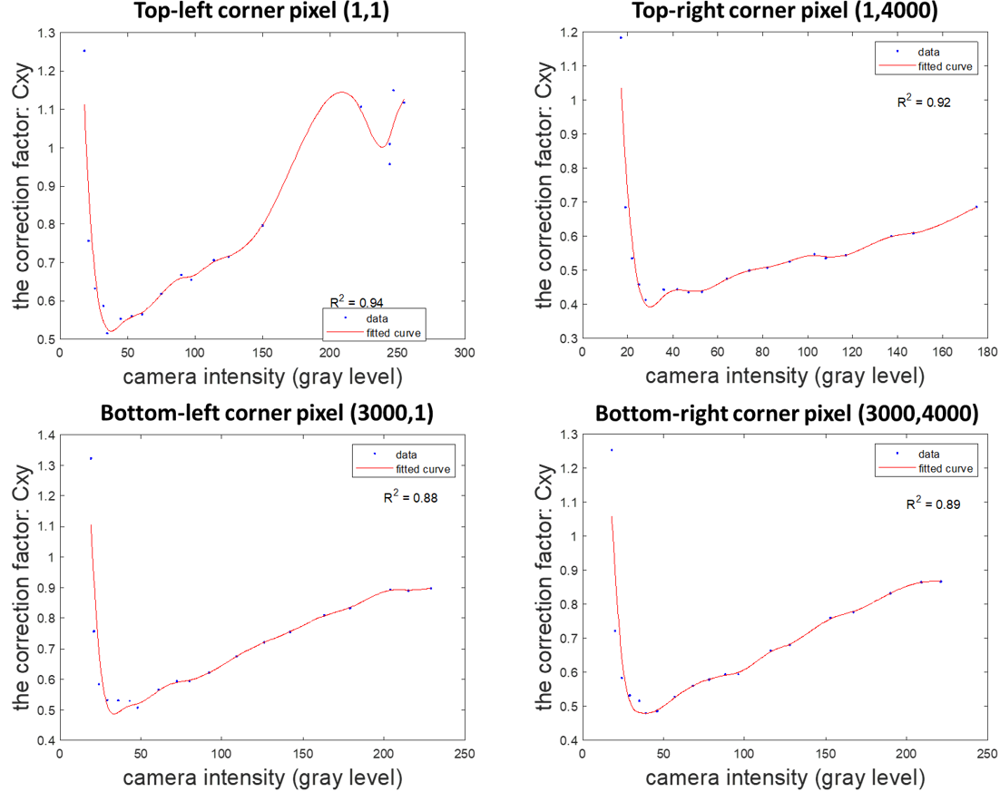 Top-left corner pixel (1,1)
the correction factor: Cxy
1.3
1.2
1.1
1
0.9
0.8
0.7
0.6
0.5
R2 = 0.94
data
fitted curve
0 50 100 150 200 250 300
camera intensity (gray level)
Top-right corner pixel (1,4000)
the correction factor: Cxy
1.2
1.1
1
0.9
0.8
0.7
0.6
0.5
0.4
0.3
data
fitted curve
R2 = 0.92
0 20 40 60 80 100 120 140 160 180
camera intensity (gray level)
Bottom-left corner pixel (3000,1)
the correction factor: Cxy
1.4
1.3
1.2
1.1
1
0.9
0.8
0.7
0.6
0.5
0.4
data
fitted curve
R2 = 0.88
0 50 100 150 200 250
camera intensity (gray level)
Bottom-right corner pixel (3000,4000)
the correction factor: Cxy
1.3
1.2
1.1
1
0.9
0.8
0.7
0.6
0.5
0.4
data
fitted curve
R2 = 0.89
0 50 100 150 200 250
camera intensity (gray level)